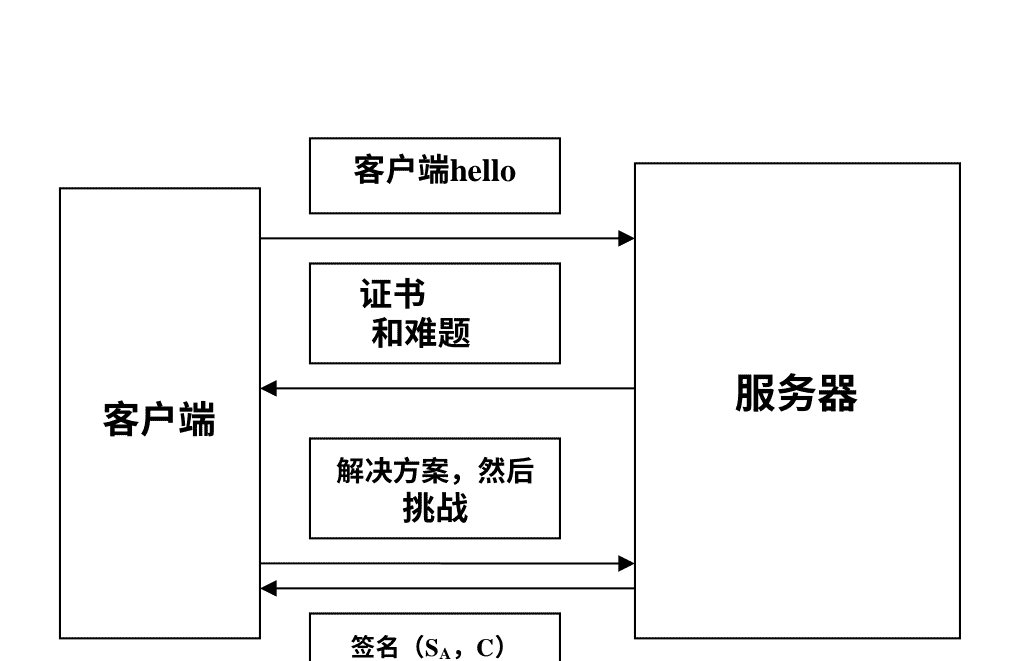 客户端hello
证书
和难题
服务器
客户端
解决方案，然后
挑战
签名（SA，C）